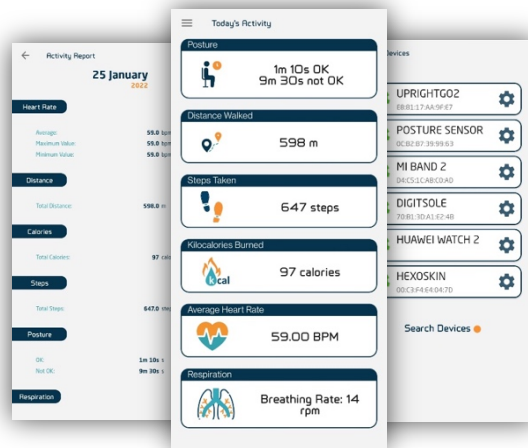 Activity Report
25 January
2022
Heart Rate
Average: 59.0 bpm
Maximum Value: 59.0 bpm
Minimum Value: 59.0 bpm
Distance
Total Distance: 598.0 m
Calories
Total Calories: 97
Steps
Total Steps: 647.0
Posture
OK: 1m 10s
Not OK: 9m 30s
Respiration
Today's Activity
Posture
1m 10s OK
9m 30s not OK
Distance Walked
598 m
Steps Taken
647 steps
Kilocalories Burned
kcal
97 calories
Average Heart Rate
59.00 BPM
Respiration
Breathing Rate: 14
rpm
Devices
UPRIGHTGO2
E8:B1:17:AA:9F:67
POSTURE SENSOR
0C:B2:B7:39:99:63
MI BAND 2
04:C5:1C:AB:C0:A0
DIGITSOLE
70:B1:3D:A1:E2:4B
HUAWEI WATCH 2
HEXOSKIN
00:C3:F4:E4:04:7D
Search Devices